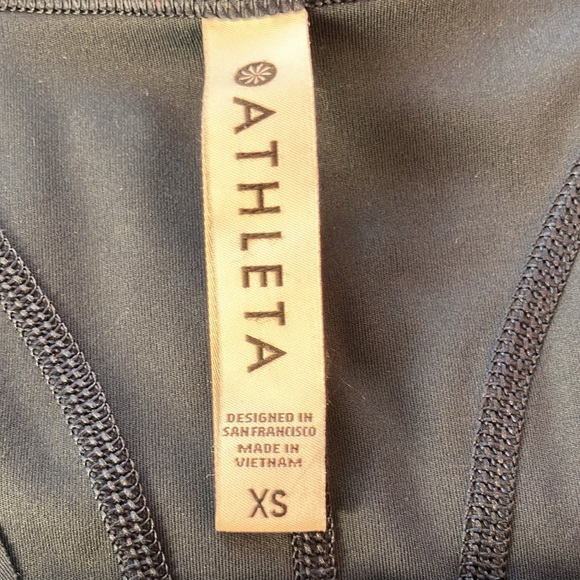 ATHLETA
DESIGNED IN
SAN FRANCISCO
MADE IN
VIETNAM
XS